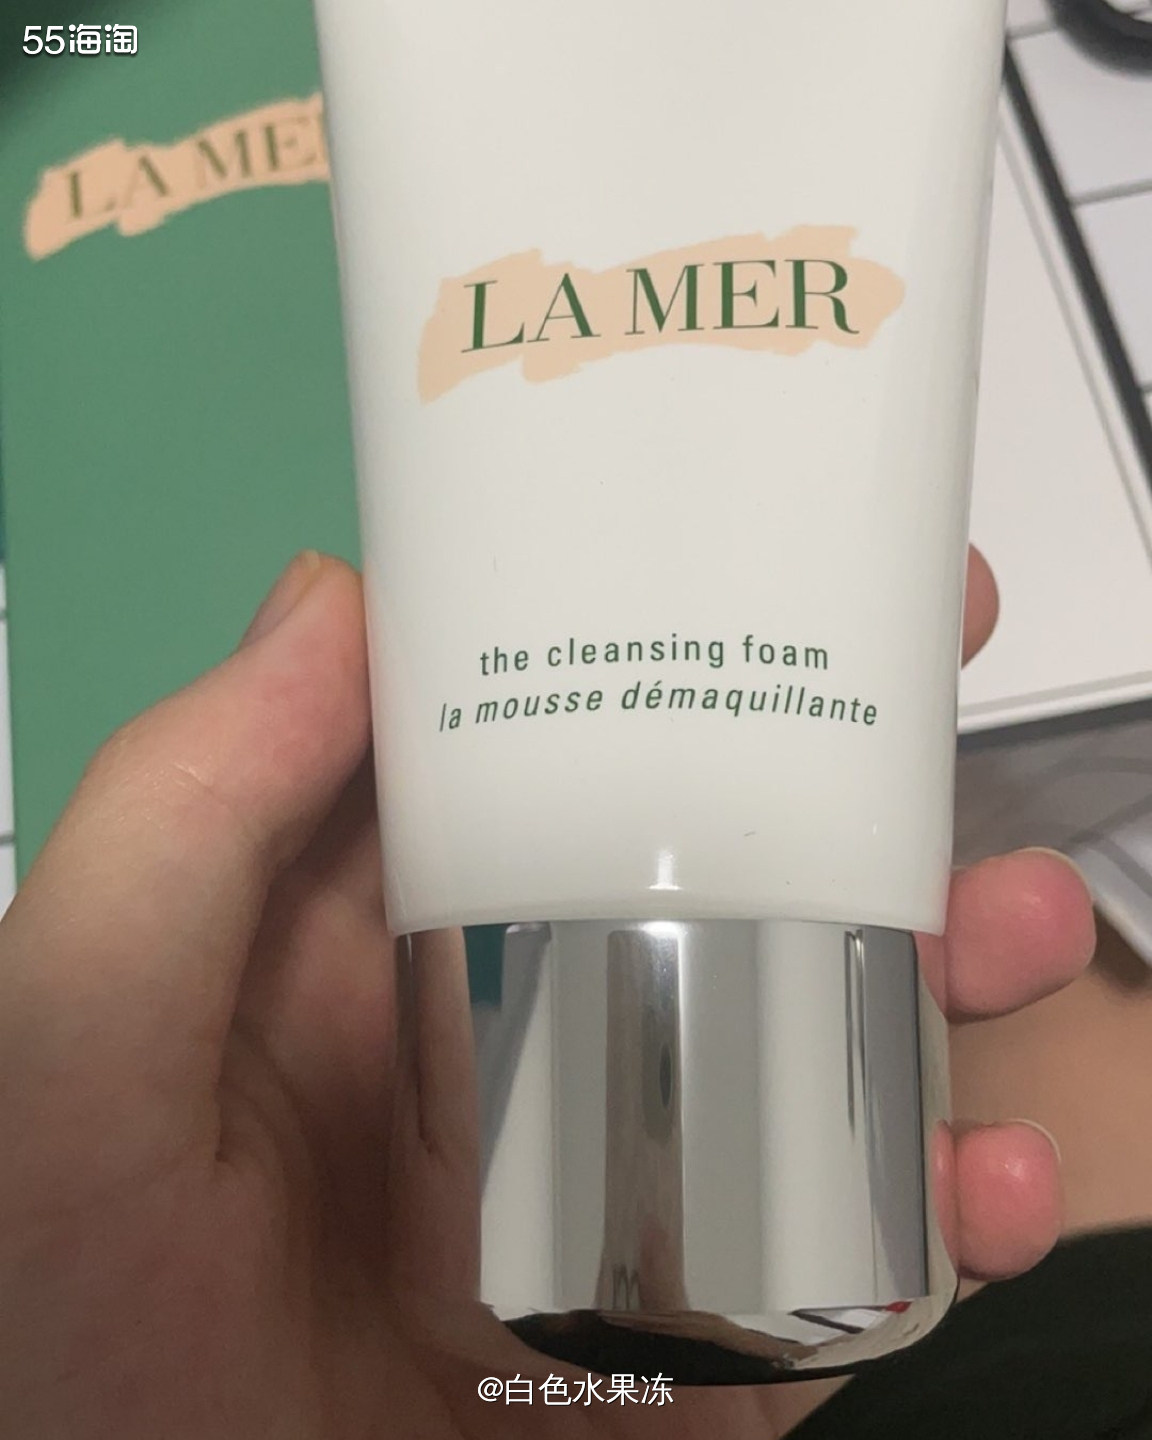 55海淘
LA MER
LA MER
the cleansing foam
la mousse démaquillante
@白色水果冻